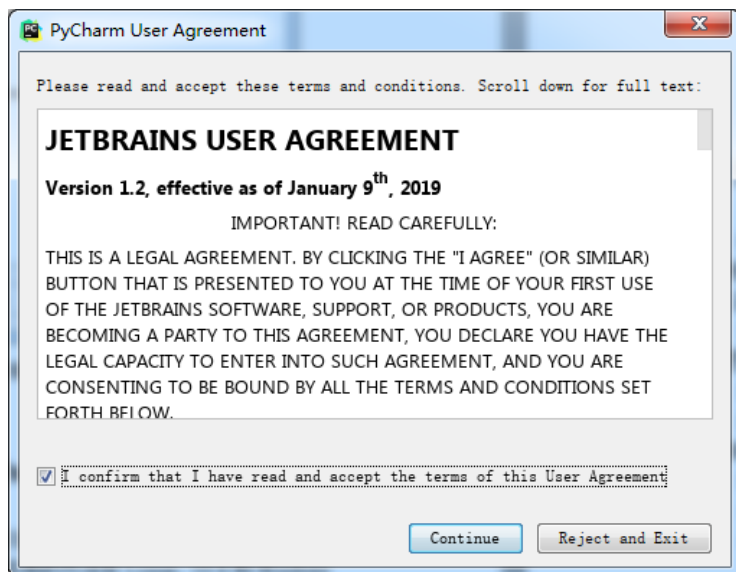 PyCharm User Agreement
Please read and accept these terms and conditions. Scroll down for full text:
JETBRAINS USER AGREEMENT
Version 1.2, effective as of January 9th, 2019
IMPORTANT! READ CAREFULLY:
THIS IS A LEGAL AGREEMENT. BY CLICKING THE "I AGREE" (OR SIMILAR)
BUTTON THAT IS PRESENTED TO YOU AT THE TIME OF YOUR FIRST USE
OF THE JETBRAINS SOFTWARE, SUPPORT, OR PRODUCTS, YOU ARE
BECOMING A PARTY TO THIS AGREEMENT, YOU DECLARE YOU HAVE THE
LEGAL CAPACITY TO ENTER INTO SUCH AGREEMENT, AND YOU ARE
CONSENTING TO BE BOUND BY ALL THE TERMS AND CONDITIONS SET
FORTH BELOW.
I confirm that I have read and accept the terms of this User Agreement
Continue
Reject and Exit